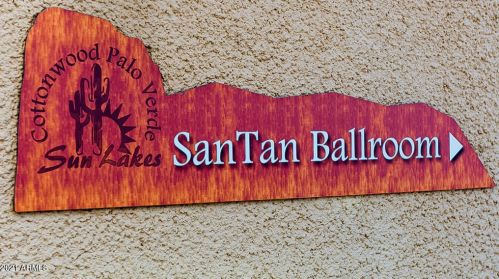 Cottonwood Palo Verde
Sun Lakes
SanTan Ballroom
2021 ARMLS